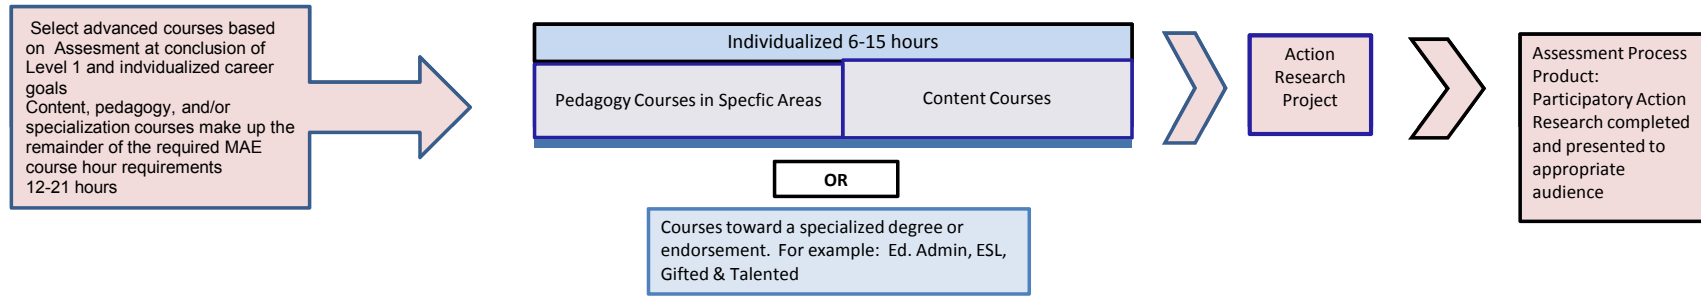 Select advanced courses based
on Assesment at conclusion of
Level 1 and indvidualized career
goals
Content, pedagogy, and/or
specialization courses make up the
remainder of the required MAE
course hour requirements
12-21 hours
Individualized 6-15 hours
Pedagogy Courses in Specfic Areas
Content Courses
OR
Courses toward a specialized degree or
endorsement. For example: Ed. Admin, ESL,
Gifted & Talented
Action
Research
Project
Assessment Process
Product:
Participatory Action
Research completed
and presented to
appropriate
audience